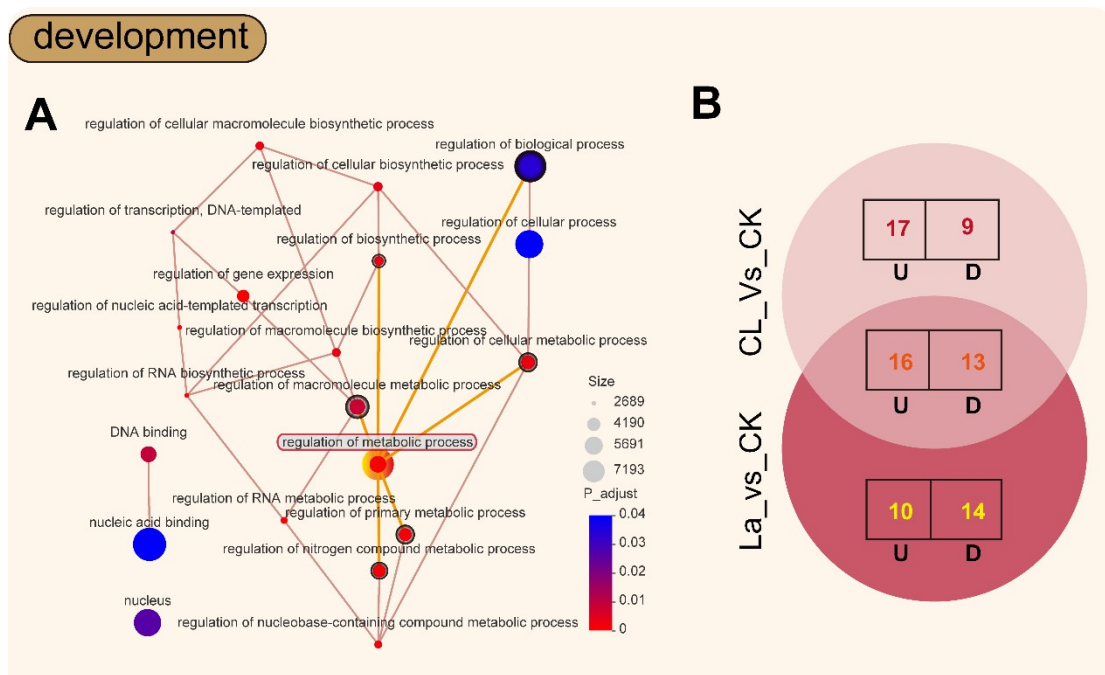 development
A
regulation of cellular macromolecule biosynthetic process
regulation of biological process
regulation of cellular biosynthetic process
regulation of transcription, DNA-templated
regulation of cellular process
regulation of biosynthetic process
regulation of gene expression
regulation of nucleic acid-templated transcription
regulation of macromolecule biosynthetic process
regulation of cellular metabolic process
regulation of RNA biosynthetic process
regulation of macromolecule metabolic process
DNA binding
regulation of metabolic process
regulation of RNA metabolic process
regulation of primary metabolic process
nucleic acid binding
regulation of nitrogen compound metabolic process
nucleus
regulation of nucleobase-containing compound metabolic process
Size
2689
4190
5691
7193
P_adjust
0.04
0.03
0.02
0.01
0
B
CL_Vs_CK
17 9
U D
16 13
U D
La_vs_CK
10 14
U D